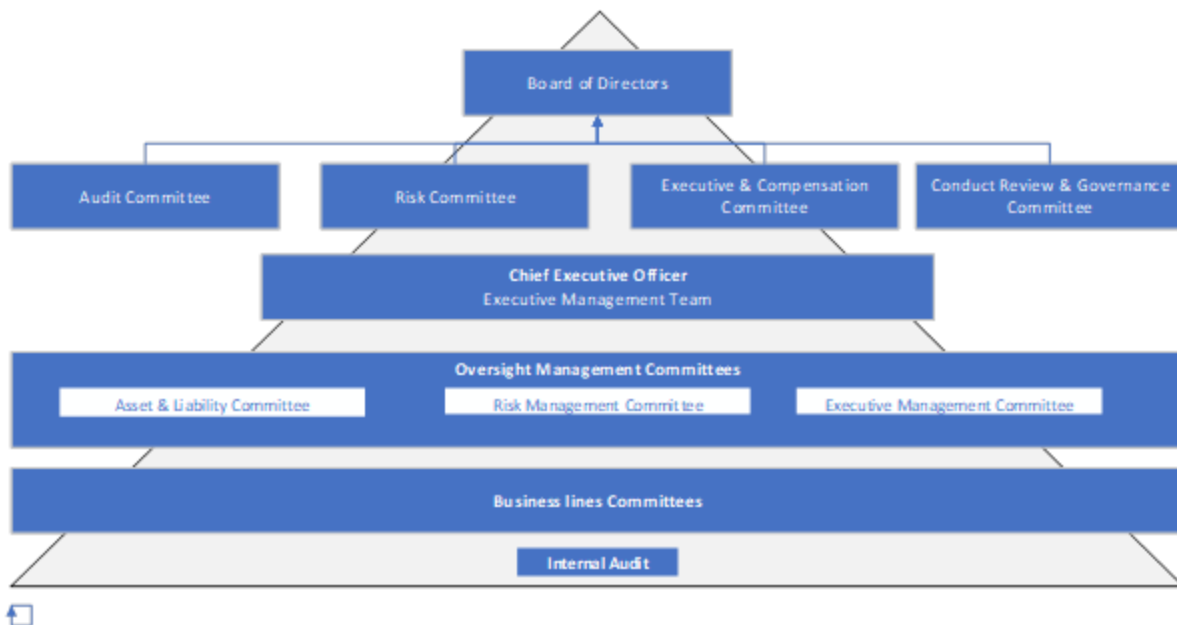 Board of Directors
Audit Committee
Risk Committee
Executive & Compensation
Committee
Conduct Review & Governance
Committee
Chief Executive Officer
Executive Management Team
Oversight Management Committees
Asset & Liability Committee
Risk Management Committee
Executive Management Committee
Business lines Committees
Internal Audit